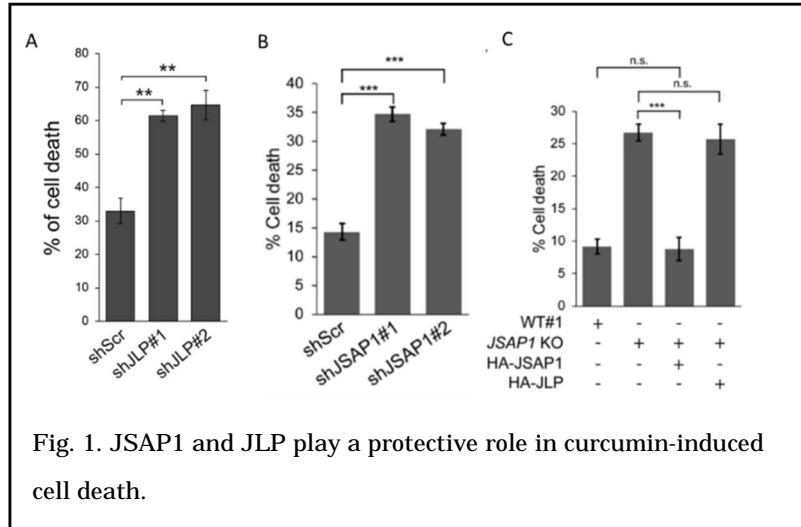 A
**
**
% of cell death
80
70
60
50
40
30
20
10
0
shScr
shJLP#1
shJLP#2
B
***
***
% Cell death
40
35
30
25
20
15
10
5
0
shScr
shJSAP1#1
shJSAP1#2
C
n.s.
n.s.
***
% Cell death
30
25
20
15
10
5
0
WT#1 + - - -
JSAP1 KO - + + +
HA-JSAP1 - - + -
HA-JLP - - - +
Fig. 1. JSAP1 and JLP play a protective role in curcumin-induced
cell death.